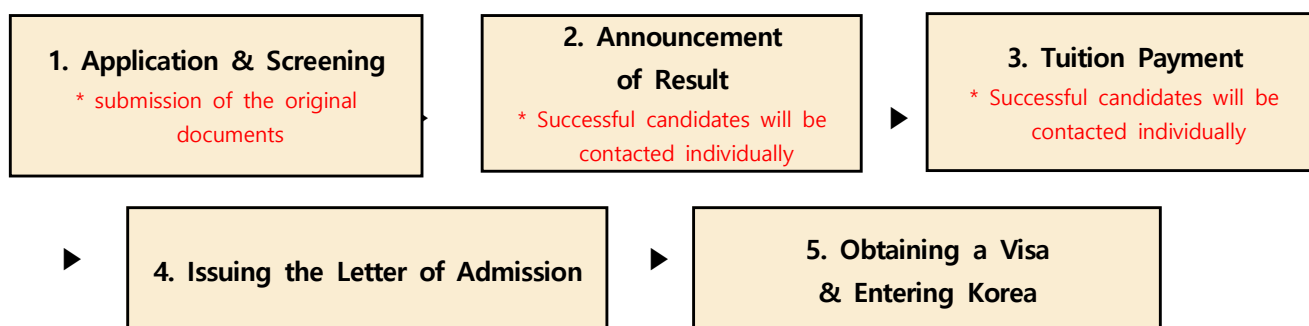 1. Application & Screening
* submission of the original
documents
2. Announcement
of Result
* Successful candidates will be
contacted individually
3. Tuition Payment
* Successful candidates will be
contacted individually
4. Issuing the Letter of Admission
5. Obtaining a Visa
& Entering Korea